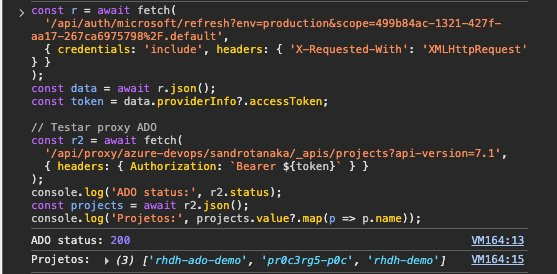 > const r = await fetch(
'/api/auth/microsoft/refresh?env=production&scope=499b84ac-1321-427f-
aa17-267ca6975798%2F.default',
{ credentials: 'include', headers: { 'X-Requested-With': 'XMLHttpRequest'
} }
);
const data = await r.json();
const token = data.providerInfo?.accessToken;
// Testar proxy ADO
const r2 = await fetch(
'/api/proxy/azure-devops/sandrotanaka/_apis/projects?api-version=7.1',
{ headers: { Authorization: `Bearer ${token}` } }
);
console.log('ADO status:', r2.status);
const projects = await r2.json();
console.log('Projetos:', projects.value?.map(p => p.name));
ADO status: 200 VM164:13
Projetos: ▸ (3) ['rhdh-ado-demo', 'pr0c3rg5-p0c', 'rhdh-demo'] VM164:15